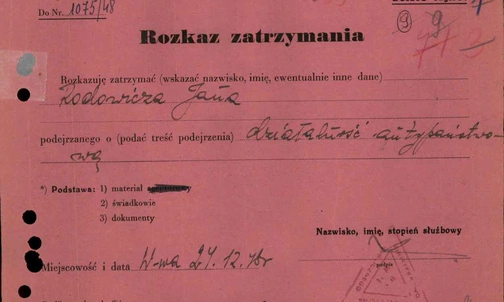 Do Nr. 1075/48
Rozkaz zatrzymania
Rozkazuję zatrzymać (wskazać nazwisko, imię, ewentualnie inne dane)
Rodowicza Jana
podejrzanego o (podać treść podejrzenia) działalność antypaństwo-
wą
*) Podstawa: 1) materiał
2) świadkowie
3) dokumenty
Nazwisko, imię, stopień służbowy
Miejscowość i data W-wa 24.12.48r